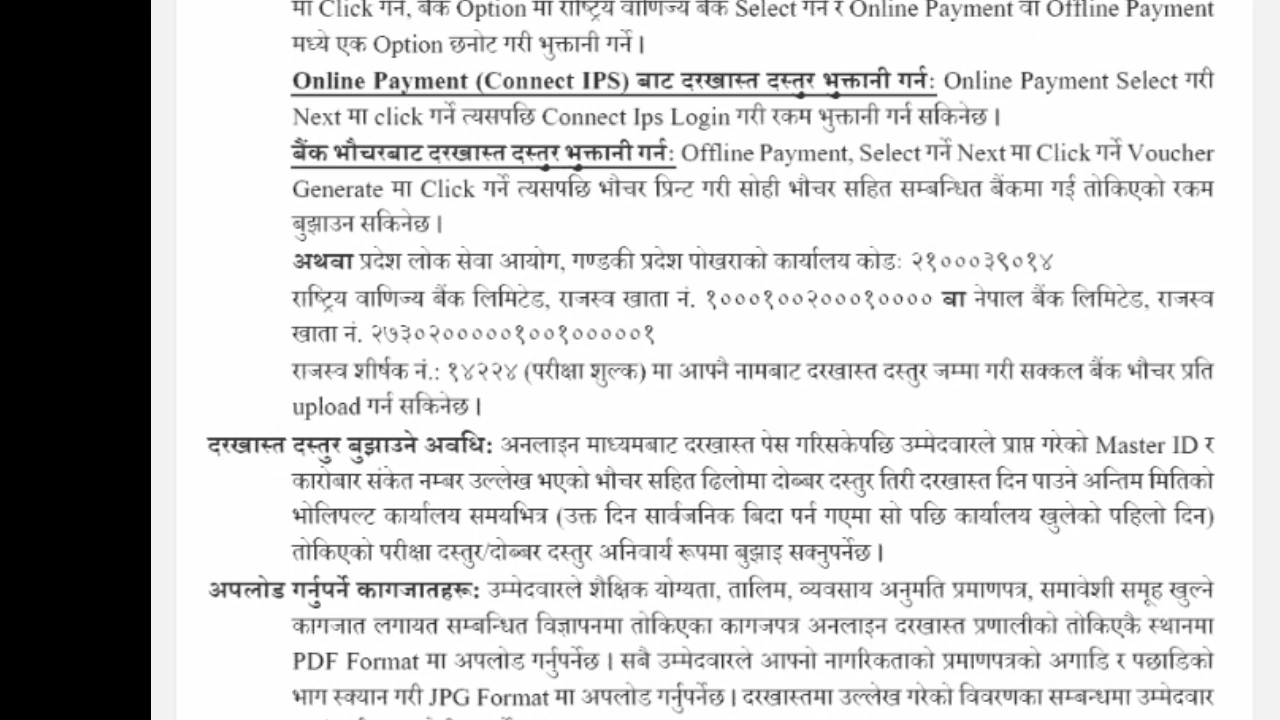 मा Click गर्ने, बैंक Option मा राष्ट्रिय वाणिज्य बैंक Select गर्ने र Online Payment वा Offline Payment
मध्ये एक Option छनोट गरी भुक्तानी गर्ने ।
Online Payment (Connect IPS) बाट दरखास्त दस्तुर भुक्तानी गर्न: Online Payment Select गरी
Next मा click गर्ने त्यसपछि Connect Ips Login गरी रकम भुक्तानी गर्न सकिनेछ ।
बैंक भौचरबाट दरखास्त दस्तुर भुक्तानी गर्न: Offline Payment, Select गर्ने Next मा Click गर्ने Voucher
Generate मा Click गर्ने त्यसपछि भौचर प्रिन्ट गरी सोही भौचर सहित सम्बन्धित बैंकमा गई तोकिएको रकम
बुझाउन सकिनेछ ।
अथवा प्रदेश लोक सेवा आयोग, गण्डकी प्रदेश पोखराको कार्यालय कोड: २१०००३९०१४
राष्ट्रिय वाणिज्य बैंक लिमिटेड, राजस्व खाता नं. १०००१००२०००१०००० वा नेपाल बैंक लिमिटेड, राजस्व
खाता नं. २७३०२०००००१००१०००००१
राजस्व शीर्षक नं.: १४२२४ (परीक्षा शुल्क) मा आफ्नै नामबाट दरखास्त दस्तुर जम्मा गरी सक्कल बैंक भौचर प्रति
upload गर्न सकिनेछ ।
दरखास्त दस्तुर बुझाउने अवधि: अनलाइन माध्यमबाट दरखास्त पेस गरिसकेपछि उम्मेदवारले प्राप्त गरेको Master ID र
कारोबार संकेत नम्बर उल्लेख भएको भौचर सहित ढिलोमा दोब्बर दस्तुर तिरी दरखास्त दिन पाउने अन्तिम मितिको
भोलिपल्ट कार्यालय समयभित्र (उक्त दिन सार्वजनिक बिदा पर्न गएमा सो पछि कार्यालय खुलेको पहिलो दिन)
तोकिएको परीक्षा दस्तुर/दोब्बर दस्तुर अनिवार्य रूपमा बुझाइ सक्नुपर्नेछ ।
अपलोड गर्नुपर्ने कागजातहरू: उम्मेदवारले शैक्षिक योग्यता, तालिम, व्यवसाय अनुमति प्रमाणपत्र, समावेशी समूह खुल्ने
कागजात लगायत सम्बन्धित विज्ञापनमा तोकिएका कागजपत्र अनलाइन दरखास्त प्रणालीको तोकिएकै स्थानमा
PDF Format मा अपलोड गर्नुपर्नेछ । सबै उम्मेदवारले आफ्नो नागरिकताको प्रमाणपत्रको अगाडि र पछाडिको
भाग स्क्यान गरी JPG Format मा अपलोड गर्नुपर्नेछ । दरखास्तमा उल्लेख गरेको विवरणका सम्बन्धमा उम्मेदवार